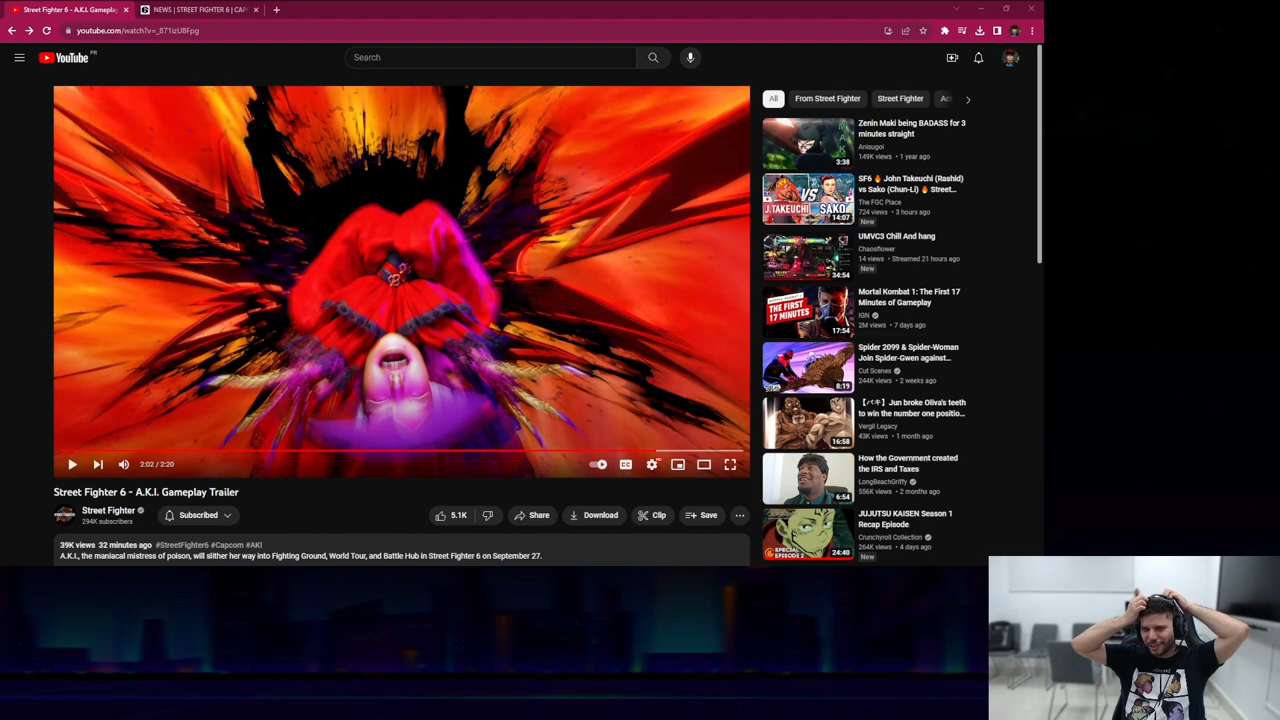 Street Fighter 6 - A.K.I. Gamepla
NEWS | STREET FIGHTER 6 | CAPC
youtube.com/watch?v=_871izU8Fpg
YouTube PR
Search
All
From Street Fighter
Street Fighter
Ac
Zenin Maki being BADASS for 3
minutes straight
Anisugoi
149K views • 1 year ago
MAK
3:38
SF6 🔥 John Takeuchi (Rashid)
vs Sako (Chun-Li) 🔥 Street...
The FGC Place
724 views • 3 hours ago
New
VS
J.TAKEUCHI
SAKO
14:07
UMVC3 Chill And hang
Chaosflower
14 views • Streamed 21 hours ago
New
34:54
Mortal Kombat 1: The First 17
Minutes of Gameplay
IGN
2M views • 7 days ago
THE FIRST
17 MINUTES
17:54
Spider 2099 & Spider-Woman
Join Spider-Gwen against...
Cut Scenes
244K views • 2 weeks ago
8:19
【バキ】Jun broke Oliva's teeth
to win the number one positio...
Vergil Legacy
43K views • 1 month ago
16:58
How the Government created
the IRS and Taxes
LongBeachGriffy
556K views • 2 months ago
6:54
JUJUTSU KAISEN Season 1
Recap Episode
Crunchyroll Collection
264K views • 4 days ago
New
SPECIAL
EPISODE 2
24:40
2:02 / 2:20
CC
Street Fighter 6 - A.K.I. Gameplay Trailer
Street Fighter
294K subscribers
Subscribed
5.1K
Share
Download
Clip
Save
39K views 32 minutes ago #StreetFighter6 #Capcom #AKI
A.K.I., the maniacal mistress of poison, will slither her way into Fighting Ground, World Tour, and Battle Hub in Street Fighter 6 on September 27.